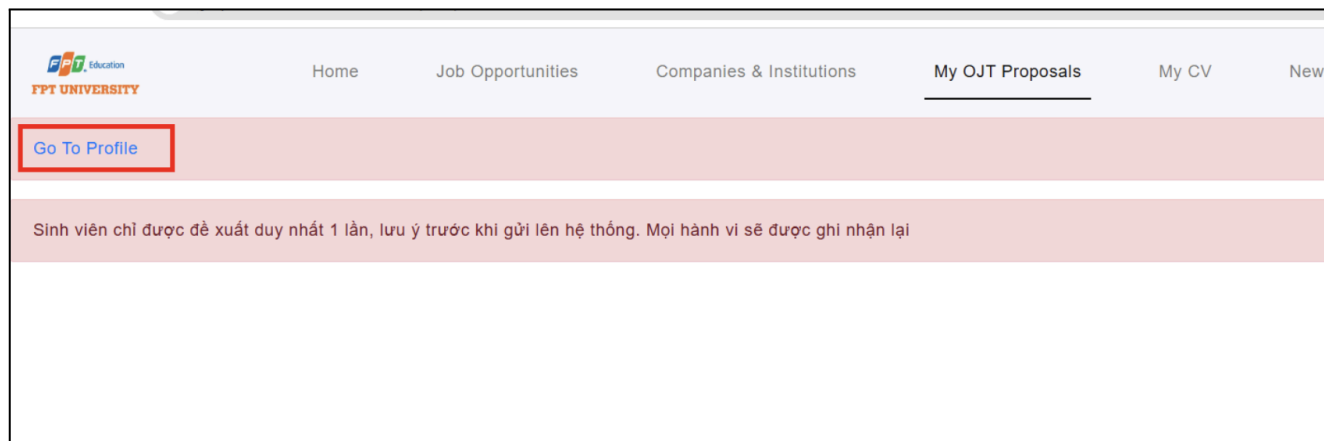 FPT Education
FPT UNIVERSITY
Home
Job Opportunities
Companies & Institutions
My OJT Proposals
My CV
New
Go To Profile
Sinh viên chỉ được đề xuất duy nhất 1 lần, lưu ý trước khi gửi lên hệ thống. Mọi hành vi sẽ được ghi nhận lại